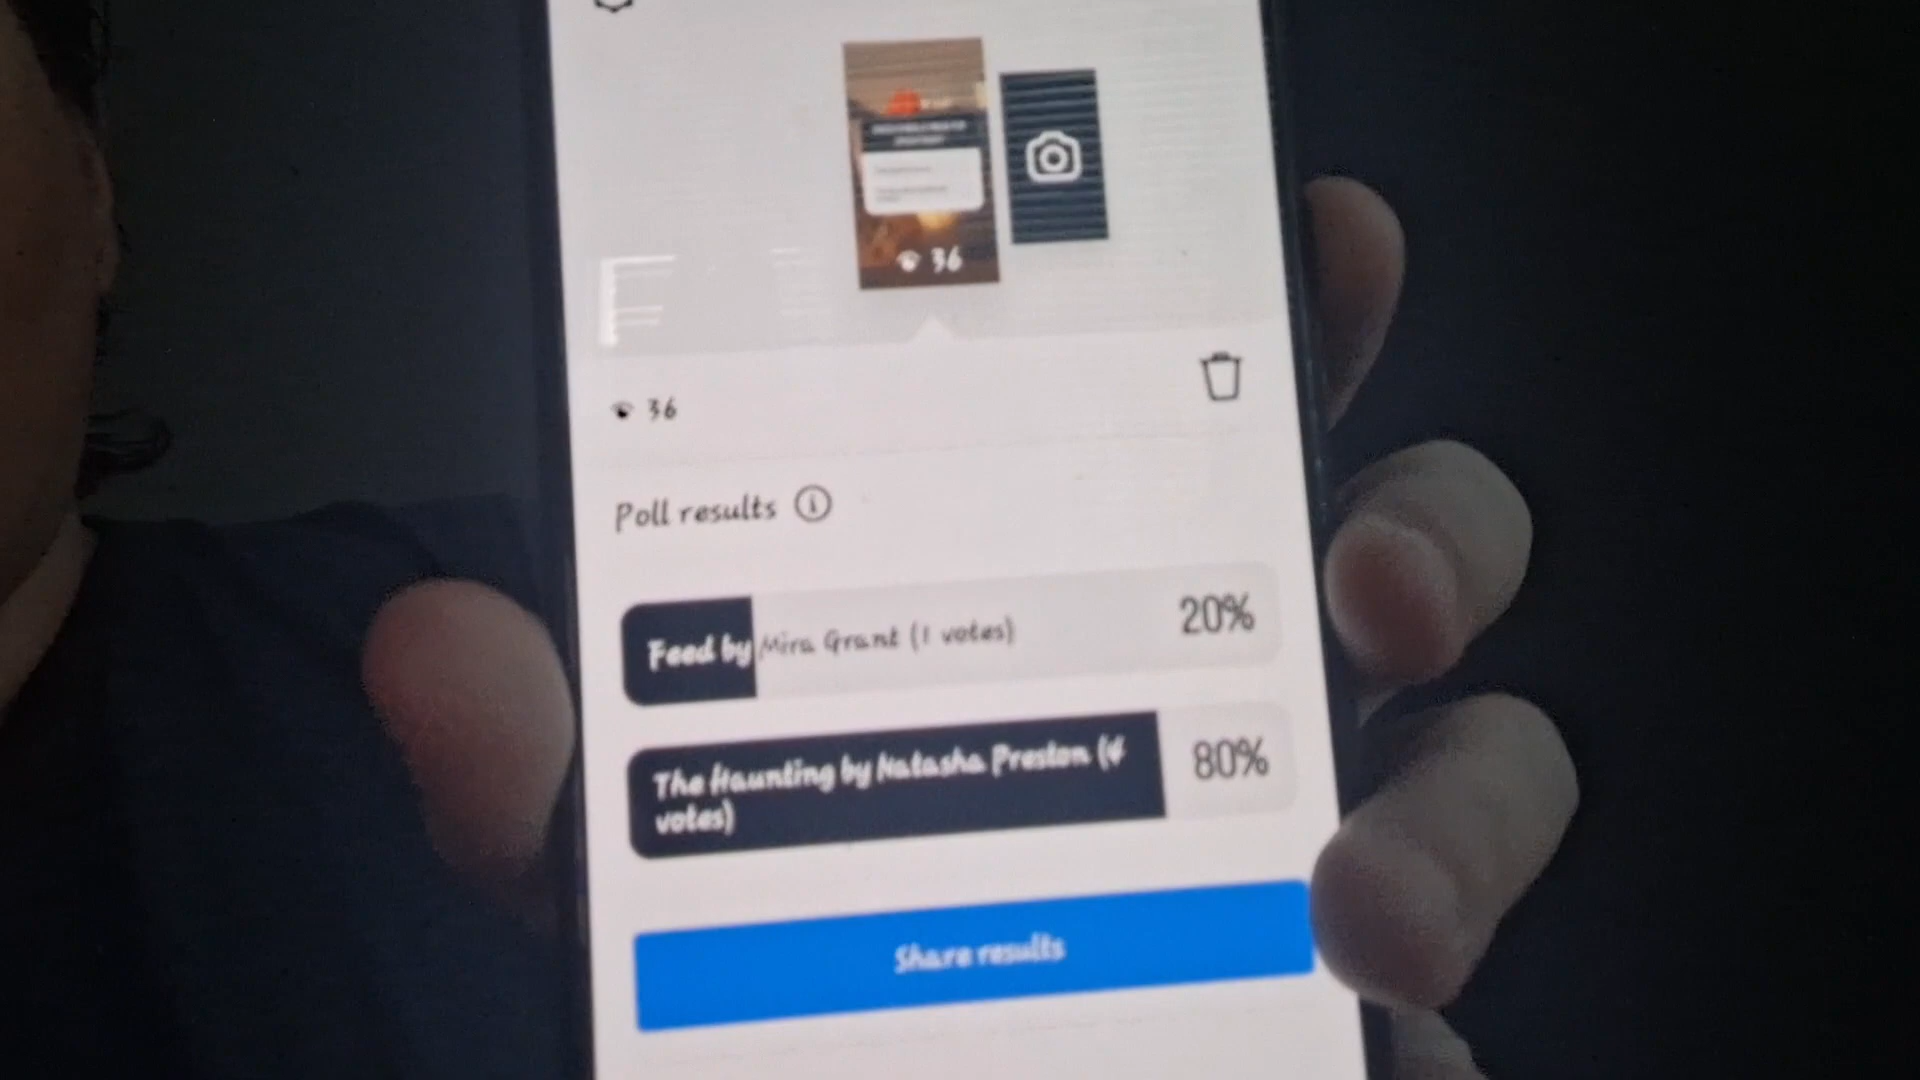 36
36
Poll results
Feed by Mira Grant (1 votes)
20%
The Haunting by Natasha Preston (4
votes)
80%
Share results